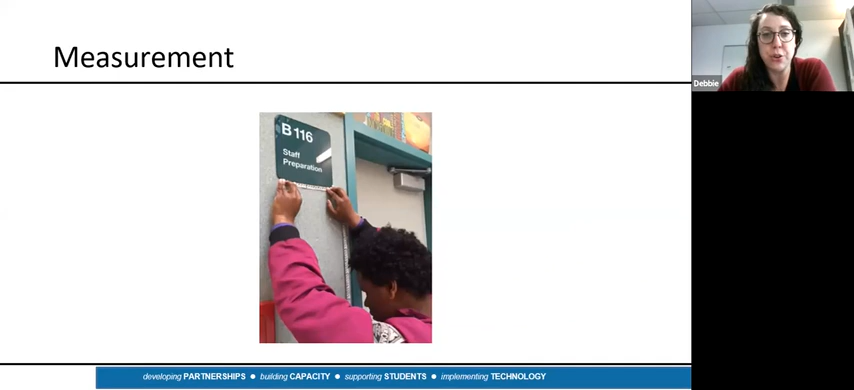 Measurement
Debbie
B 116
Staff
Preparation
developing PARTNERSHIPS ● building CAPACITY ● supporting STUDENTS ● implementing TECHNOLOGY